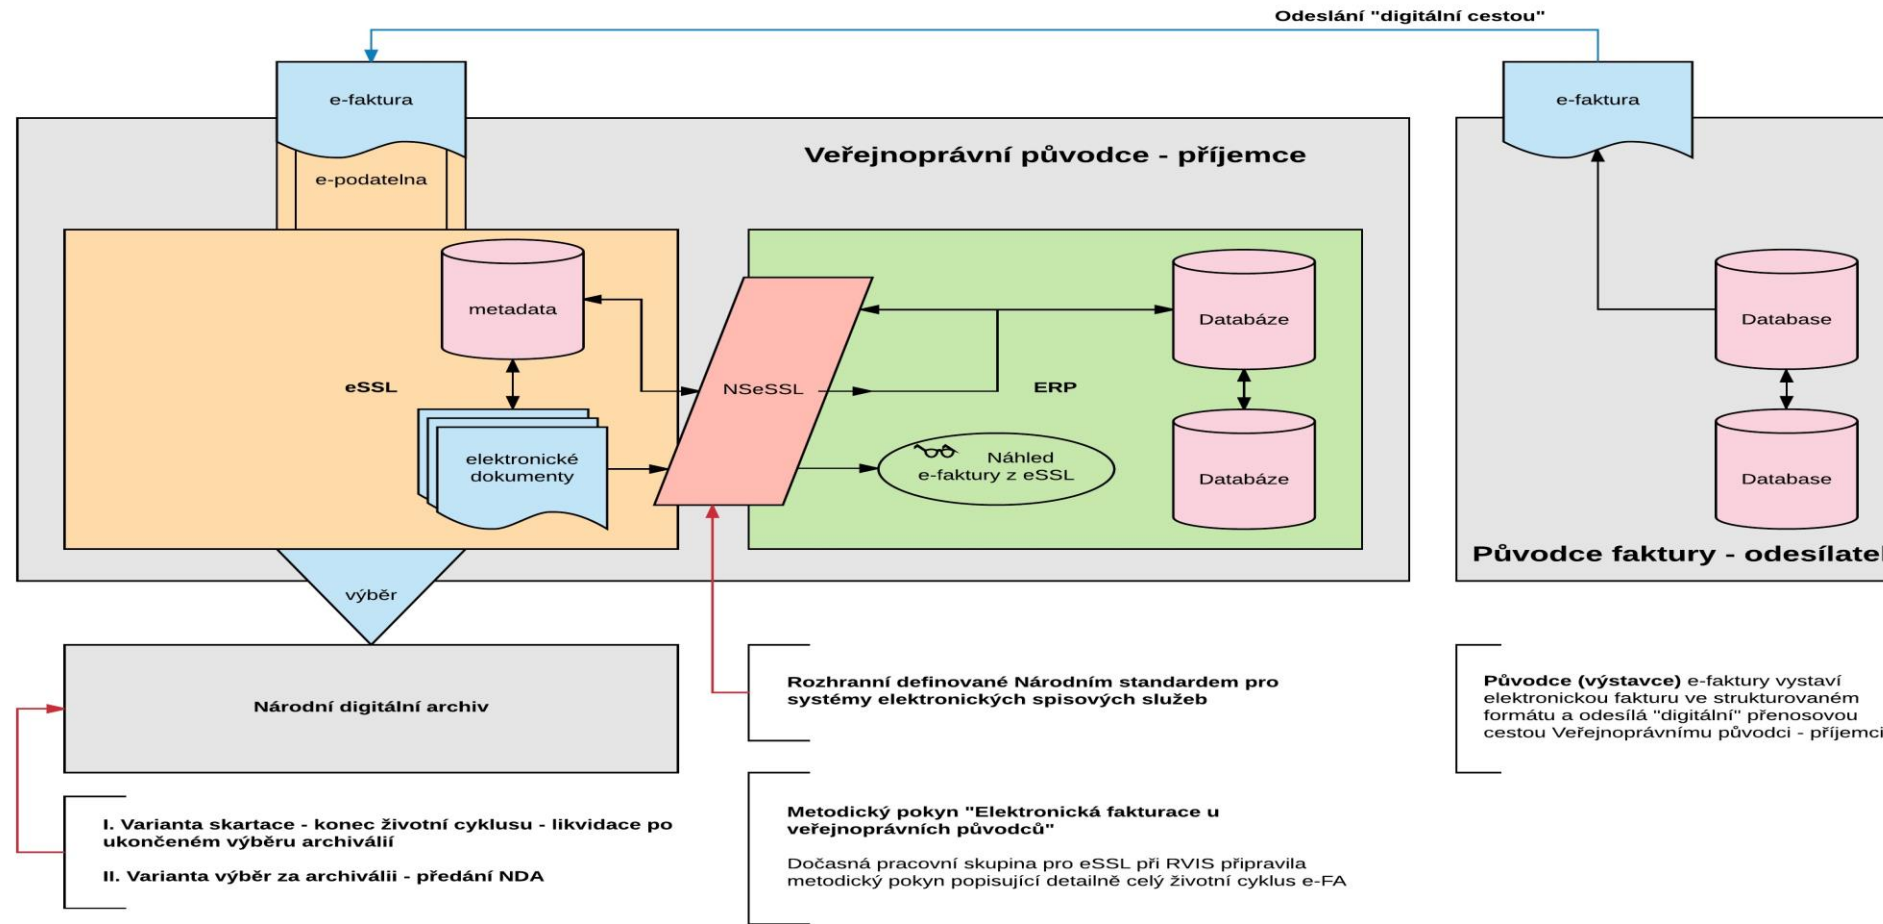 Odeslání "digitální cestou"
e-faktura
e-faktura
Veřejnoprávní původce - příjemce
e-podatelna
metadata
eSSL
elektronické
dokumenty
NSeSSL
ERP
Náhled
e-faktury z eSSL
Databáze
Databáze
Database
Database
Původce faktury - odesílatel
výběr
Národní digitální archiv
I. Varianta skartace - konec životní cyklusu - likvidace po
ukončeném výběru archiválií
II. Varianta výběr za archiválii - předání NDA
Rozhranní definované Národním standardem pro
systémy elektronických spisových služeb
Metodický pokyn "Elektronická fakturace u
veřejnoprávních původců"
Dočasná pracovní skupina pro eSSL při RVIS připravila
metodický pokyn popisující detailně celý životní cyklus e-FA
Původce (výstavce) e-faktury vystaví
elektronickou fakturu ve strukturovaném
formátu a odesílá "digitální" přenosovou
cestou Veřejnoprávnímu původci - příjemci